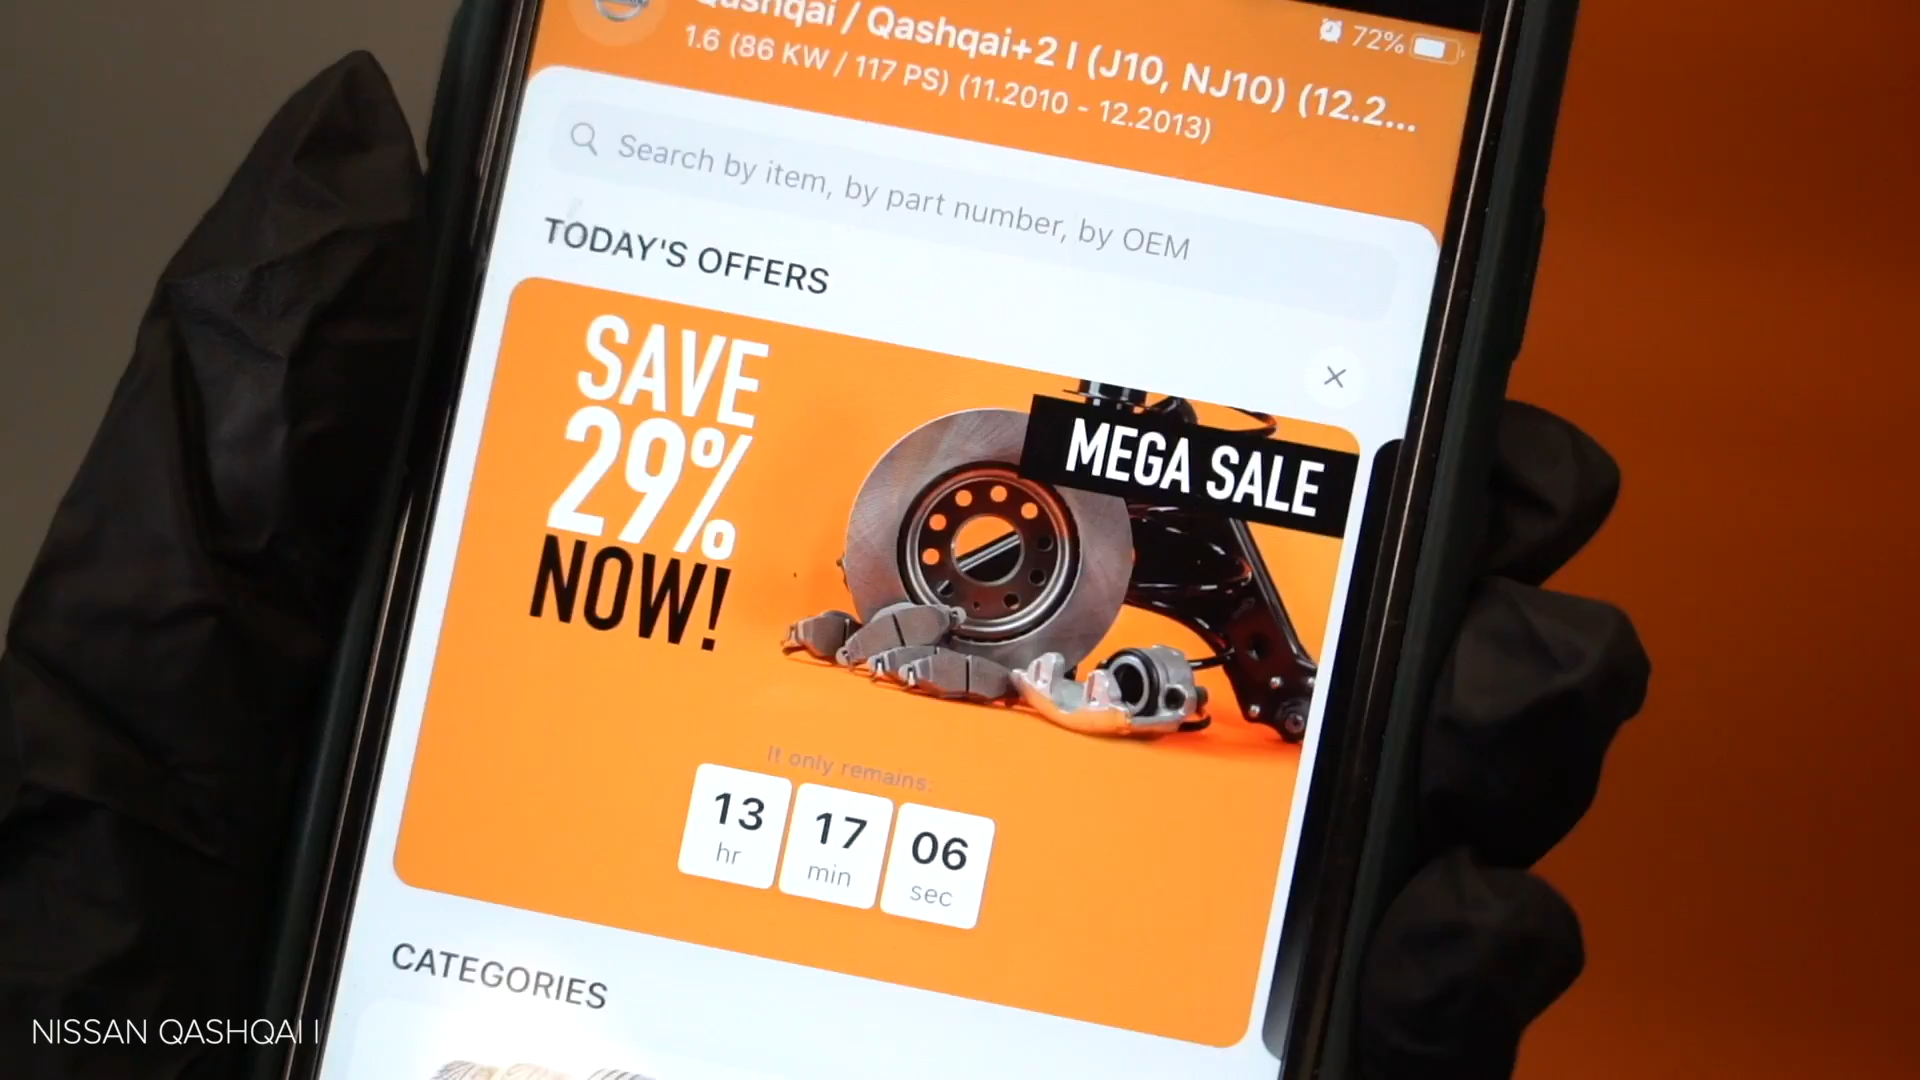 Qashqai / Qashqai+2 I (J10, NJ10) (12.2...
72%
1.6 (86 KW / 117 PS) (11.2010 - 12.2013)
Search by item, by part number, by OEM
TODAY'S OFFERS
SAVE
29%
NOW!
MEGA SALE
It only remains:
13 17 06
hr min sec
CATEGORIES
NISSAN QASHQAI I